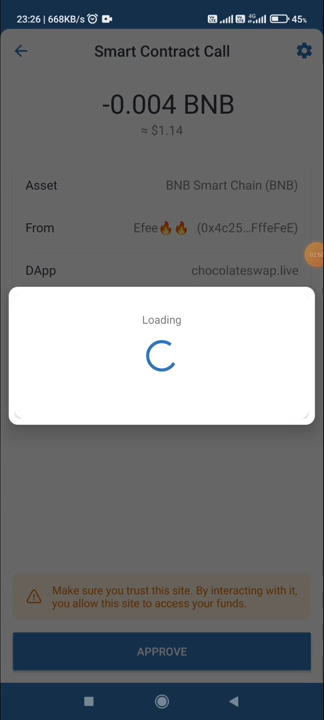 23:26 | 668KB/s
4G
45%
Smart Contract Call
-0.004 BNB
≈ $1.14
Asset BNB Smart Chain (BNB)
From Efee🔥🔥 (0x4c25...FffeFeE)
DApp chocolateswap.live
Loading
Make sure you trust this site. By interacting with it,
you allow this site to access your funds.
APPROVE